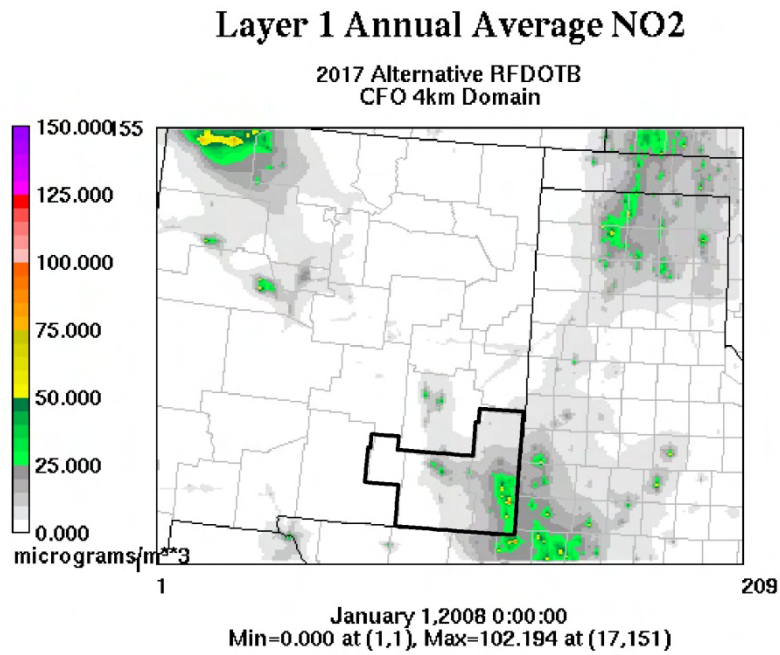 Layer 1 Annual Average NO2
2017 Alternative RFDOTB
CFO 4km Domain
150.000
155
125.000
100.000
75.000
50.000
25.000
0.000
micrograms/m**3
1
209
January 1,2008 0:00:00
Min=0.000 at (1,1), Max=102.194 at (17,151)